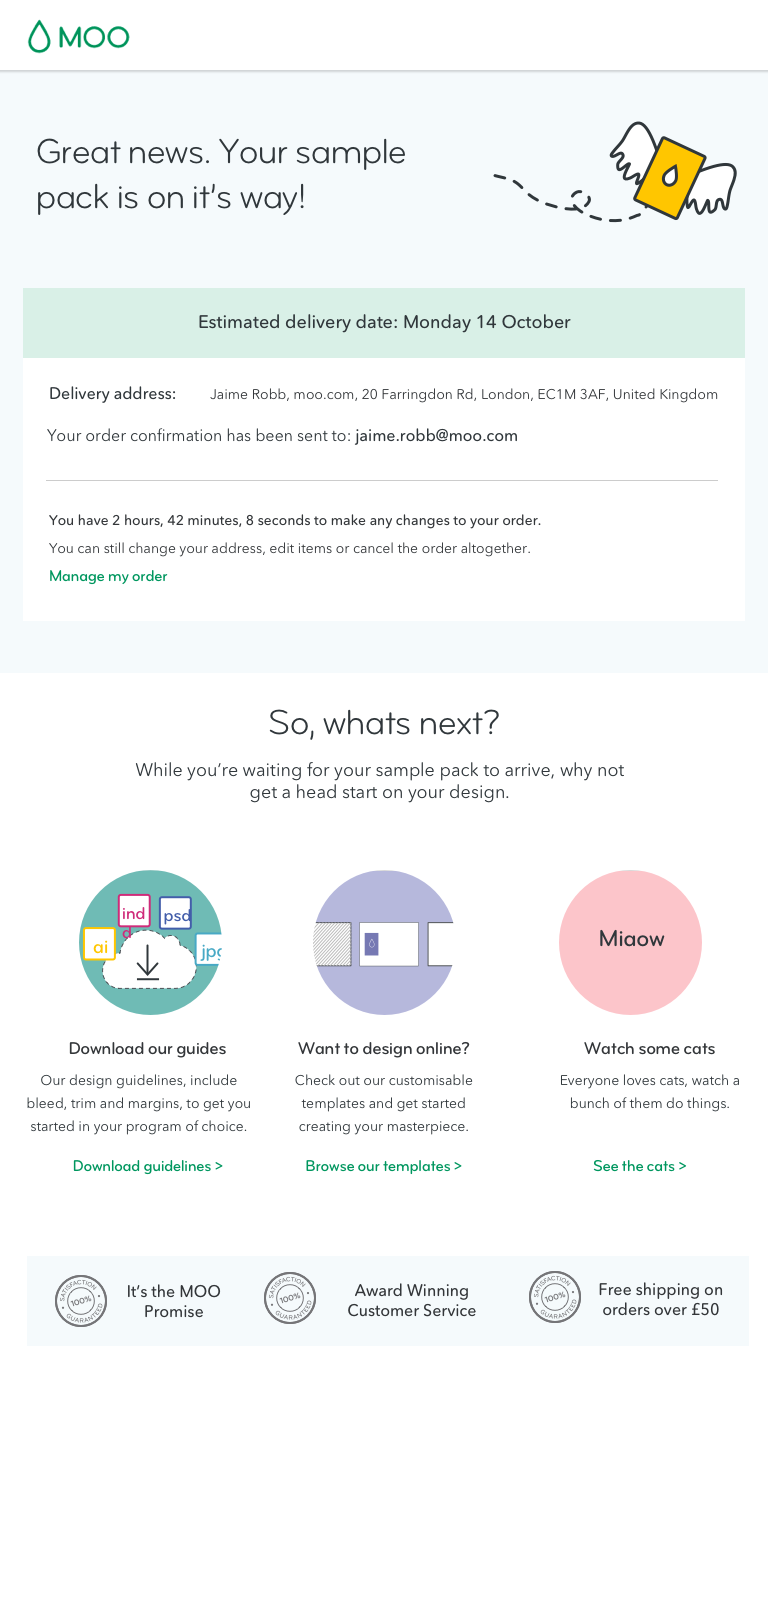 MOO
Great news. Your sample
pack is on it's way!
Estimated delivery date: Monday 14 October
Delivery address: Jaime Robb, moo.com, 20 Farringdon Rd, London, EC1M 3AF, United Kingdom
Your order confirmation has been sent to: jaime.robb@moo.com
You have 2 hours, 42 minutes, 8 seconds to make any changes to your order.
You can still change your address, edit items or cancel the order altogether.
Manage my order
So, whats next?
While you're waiting for your sample pack to arrive, why not
get a head start on your design.
ai
ind
d
psd
jpg
Miaow
Download our guides
Our design guidelines, include
bleed, trim and margins, to get you
started in your program of choice.
Download guidelines >
Want to design online?
Check out our customisable
templates and get started
creating your masterpiece.
Browse our templates >
Watch some cats
Everyone loves cats, watch a
bunch of them do things.
See the cats >
SATISFACTION
100%
GUARANTEED
It's the MOO
Promise
SATISFACTION
100%
GUARANTEED
Award Winning
Customer Service
SATISFACTION
100%
GUARANTEED
Free shipping on
orders over £50